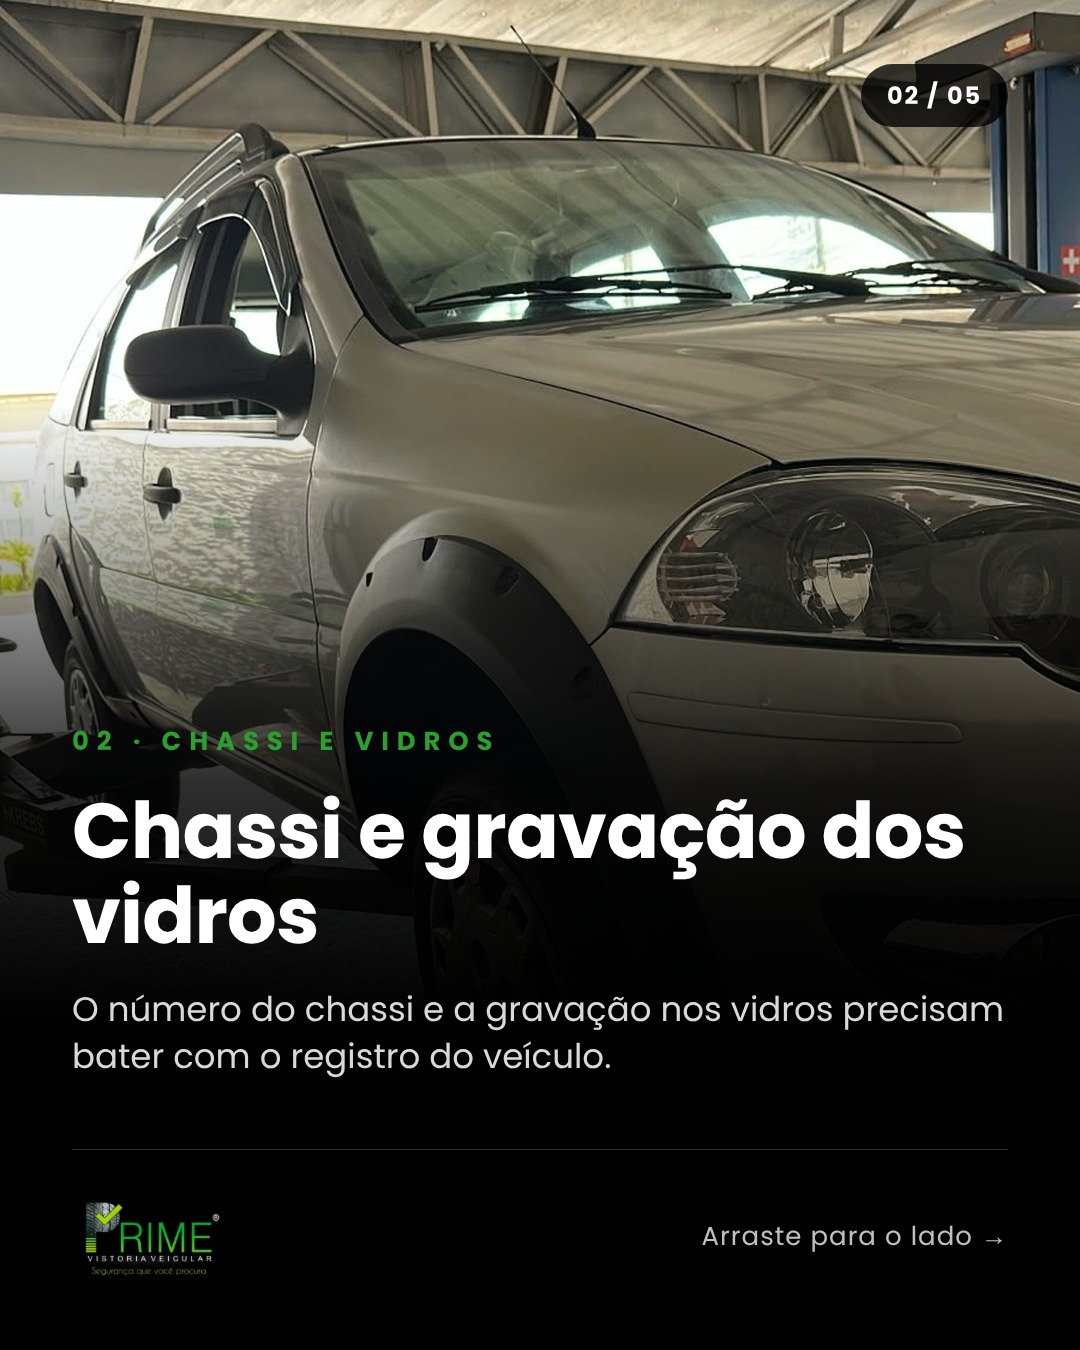 02 / 05
02 · CHASSI E VIDROS
Chassi e gravação dos
vidros
O número do chassi e a gravação nos vidros precisam
bater com o registro do veículo.
PRIME®
VISTORIA VEICULAR
Segurança que você procura
Arraste para o lado →
KREBS